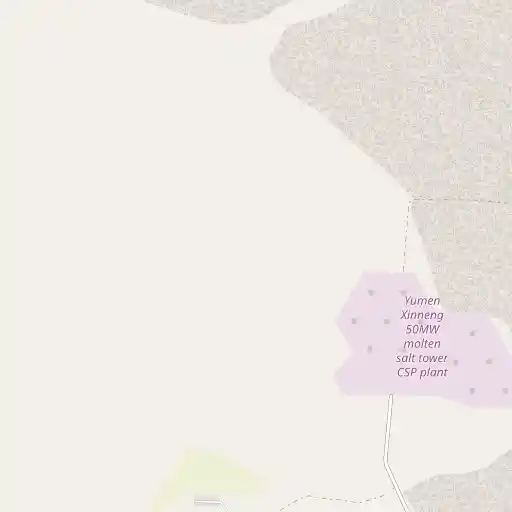 Yumen
Xinneng
50MW
molten
salt tower
CSP plant